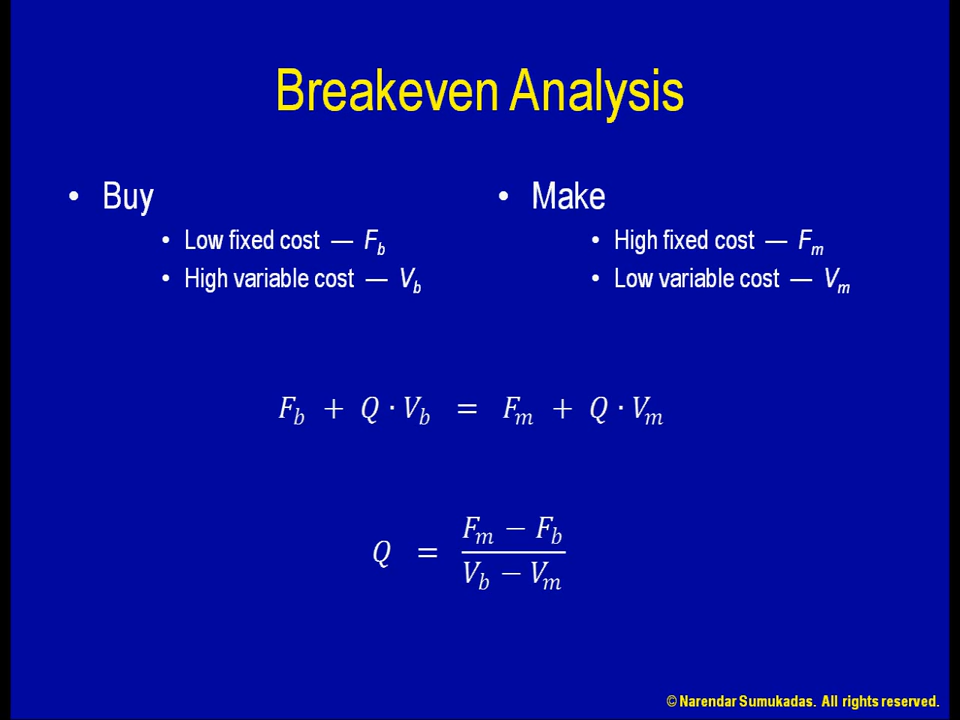 Breakeven Analysis
• Buy
• Low fixed cost — F_b
• High variable cost — V_b
• Make
• High fixed cost — F_m
• Low variable cost — V_m
F_b + Q · V_b = F_m + Q · V_m
Q = (F_m − F_b) / (V_b − V_m)
© Narendar Sumukadas. All rights reserved.